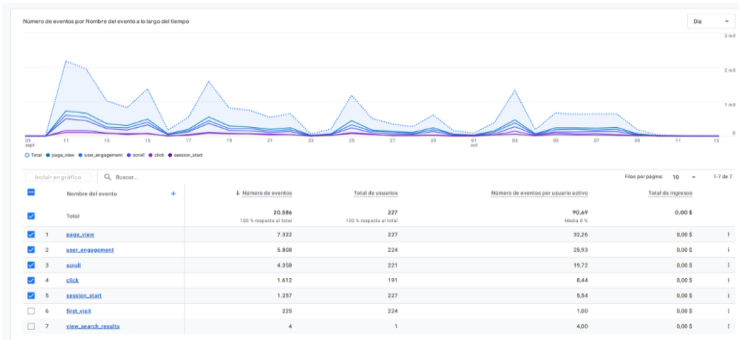 Número de eventos por Nombre del evento a lo largo del tiempo
Día
3 mil
2 mil
1 mil
0
09 sept
11
13
15
17
19
21
23
25
27
29
01 oct
03
05
07
09
11
13
Total page_view user_engagement scroll click session_start
Incluir en gráfico Buscar... Filas por página: 10 1-7 de 7
Nombre del evento + ↓ Número de eventos Total de usuarios Número de eventos por usuario activo Total de ingresos
Total 20.586 227 90,69 0,00 $
100 % respecto al total 100 % respecto al total Media 0 %
1 page_view 7.322 227 32,26 0,00 $
2 user_engagement 5.808 224 25,93 0,00 $
3 scroll 4.358 221 19,72 0,00 $
4 click 1.612 191 8,44 0,00 $
5 session_start 1.257 227 5,54 0,00 $
6 first_visit 225 224 1,00 0,00 $
7 view_search_results 4 1 4,00 0,00 $